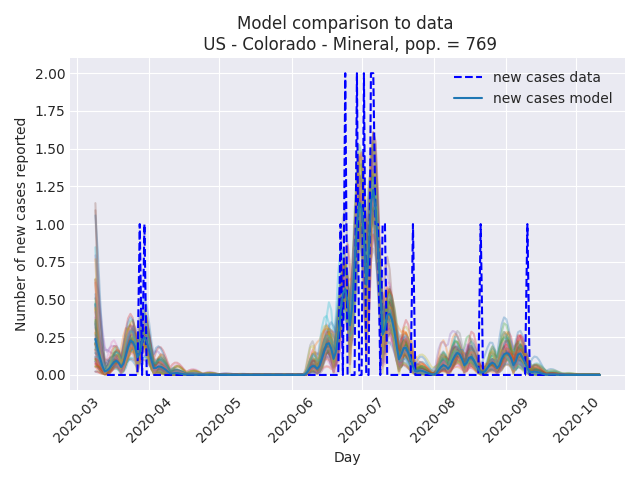 Model comparison to data
US - Colorado - Mineral, pop. = 769
new cases data
new cases model
Number of new cases reported
2.00
1.75
1.50
1.25
1.00
0.75
0.50
0.25
0.00
2020-03
2020-04
2020-05
2020-06
2020-07
2020-08
2020-09
2020-10
Day